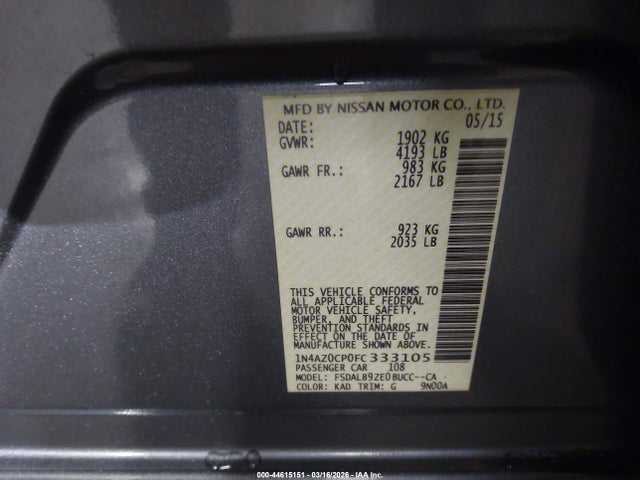 MFD BY NISSAN MOTOR CO., LTD.
DATE: 05/15
GVWR: 1902 KG
4193 LB
GAWR FR.: 983 KG
2167 LB
GAWR RR.: 923 KG
2035 LB
THIS VEHICLE CONFORMS TO
ALL APPLICABLE FEDERAL
MOTOR VEHICLE SAFETY,
BUMPER, AND THEFT
PREVENTION STANDARDS IN
EFFECT ON THE DATE OF
MANUFACTURE SHOWN ABOVE.
1N4AZ0CP0FC333105
PASSENGER CAR 108
MODEL: FSDALB9ZE0BUCC--CA
COLOR: KAD TRIM: G 9N00A
000-44615151 - 03/16/2026 - IAA Inc.